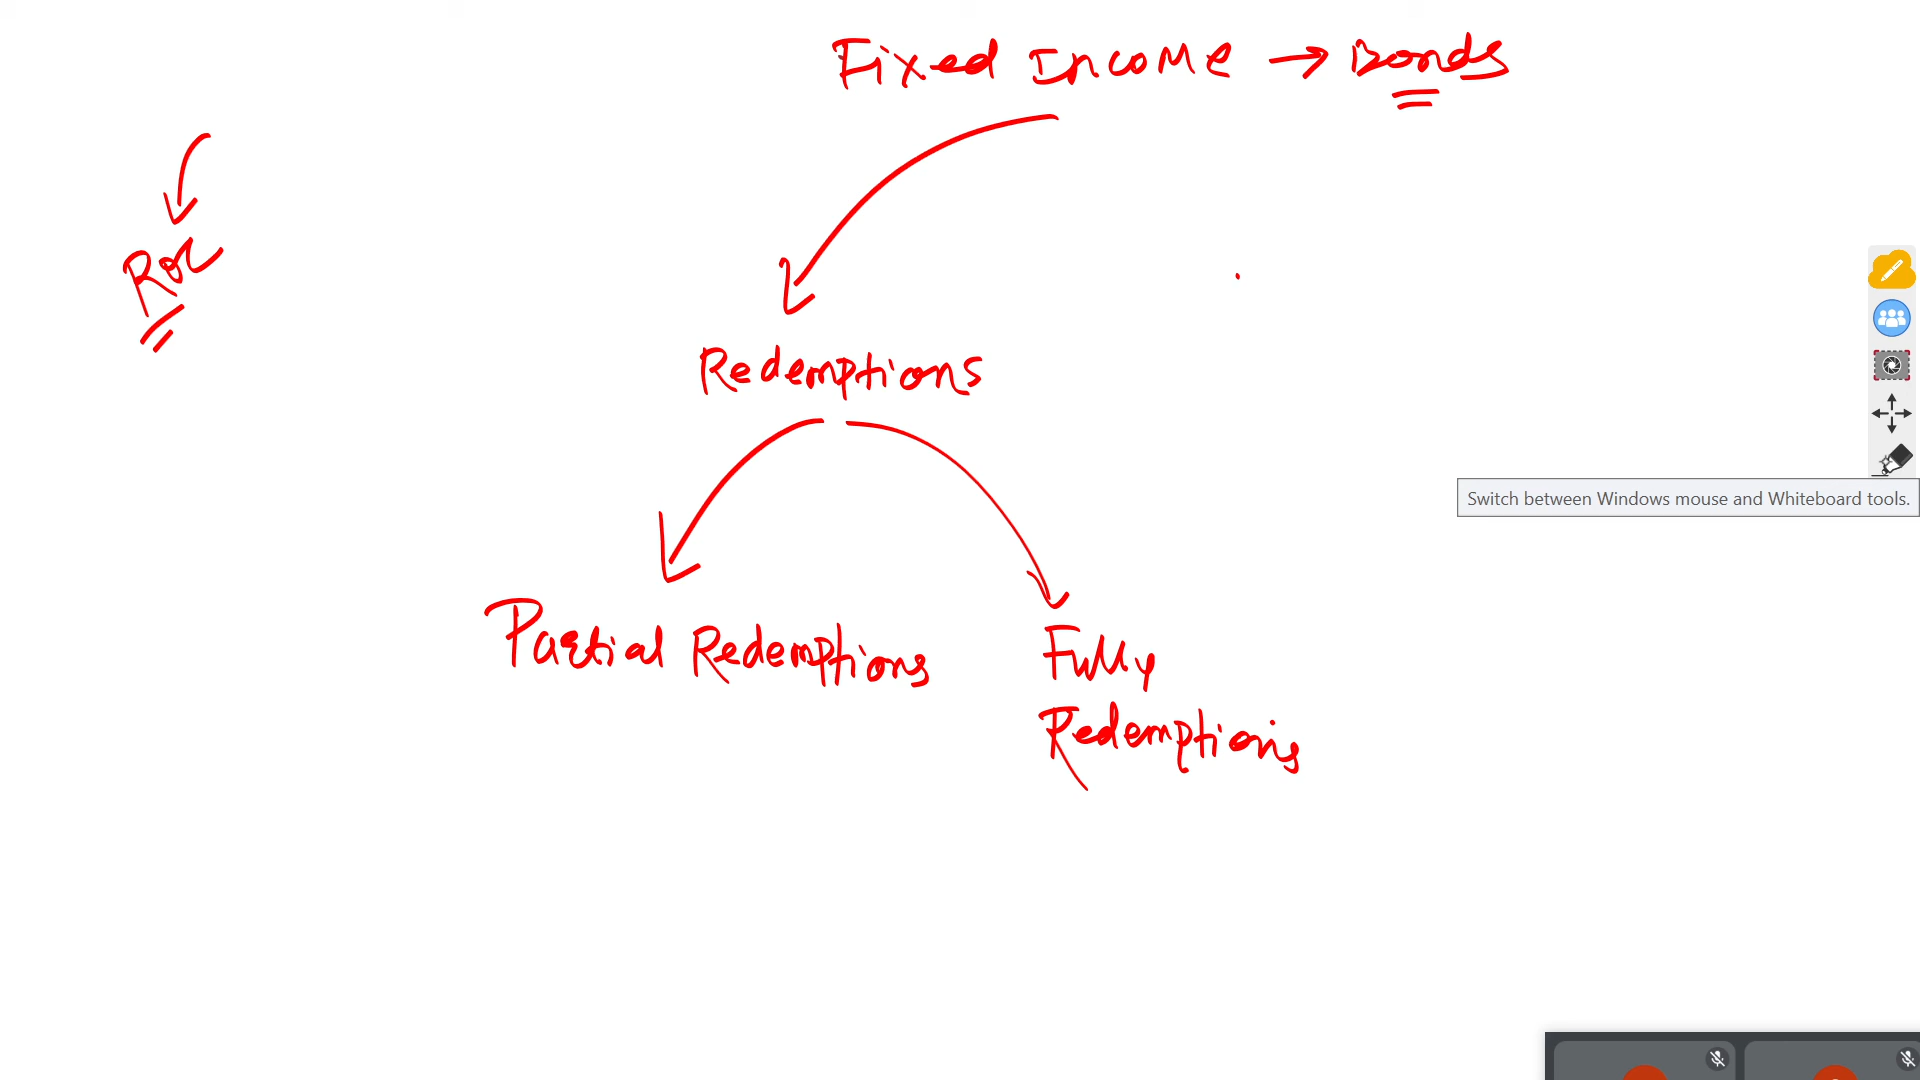 Fixed Income → Bonds
ROC
Redemptions
Switch between Windows mouse and Whiteboard tools.
Partial Redemptions
Fully
Redemptions